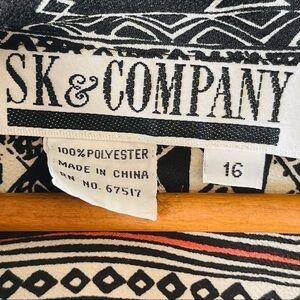 SK & COMPANY
100% POLYESTER
MADE IN CHINA
RN NO. 67517
16